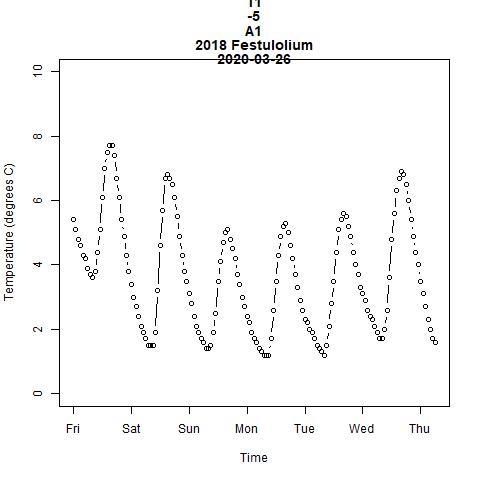 -5
A1
2018 Festulolium
2020-03-26
Temperature (degrees C)
10
8
6
4
2
0
Fri
Sat
Sun
Mon
Tue
Wed
Thu
Time